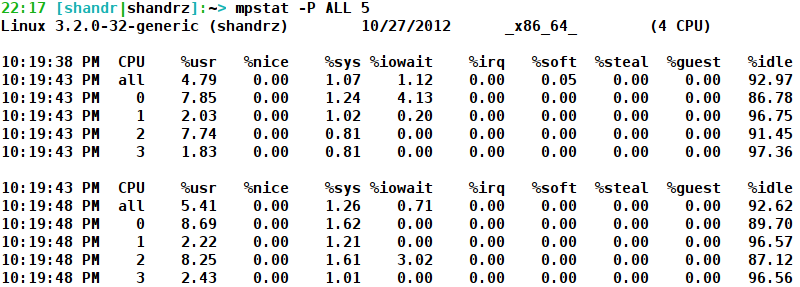 22:17 [shandr|shandrz]:~> mpstat -P ALL 5
Linux 3.2.0-32-generic (shandrz) 10/27/2012 _x86_64_ (4 CPU)
10:19:38 PM CPU %usr %nice %sys %iowait %irq %soft %steal %guest %idle
10:19:43 PM all 4.79 0.00 1.07 1.12 0.00 0.05 0.00 0.00 92.97
10:19:43 PM 0 7.85 0.00 1.24 4.13 0.00 0.00 0.00 0.00 86.78
10:19:43 PM 1 2.03 0.00 1.02 0.20 0.00 0.00 0.00 0.00 96.75
10:19:43 PM 2 7.74 0.00 0.81 0.00 0.00 0.00 0.00 0.00 91.45
10:19:43 PM 3 1.83 0.00 0.81 0.00 0.00 0.00 0.00 0.00 97.36
10:19:43 PM CPU %usr %nice %sys %iowait %irq %soft %steal %guest %idle
10:19:48 PM all 5.41 0.00 1.26 0.71 0.00 0.00 0.00 0.00 92.62
10:19:48 PM 0 8.69 0.00 1.62 0.00 0.00 0.00 0.00 0.00 89.70
10:19:48 PM 1 2.22 0.00 1.21 0.00 0.00 0.00 0.00 0.00 96.57
10:19:48 PM 2 8.25 0.00 1.61 3.02 0.00 0.00 0.00 0.00 87.12
10:19:48 PM 3 2.43 0.00 1.01 0.00 0.00 0.00 0.00 0.00 96.56